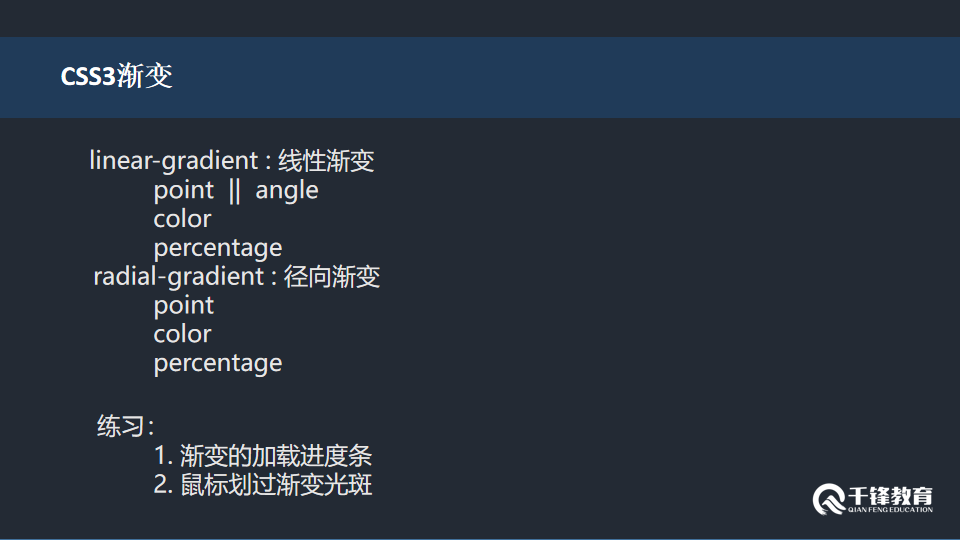 CSS3渐变
linear-gradient : 线性渐变
point || angle
color
percentage
radial-gradient : 径向渐变
point
color
percentage
练习：
1. 渐变的加载进度条
2. 鼠标划过渐变光斑
千锋教育
QIAN FENG EDUCATION